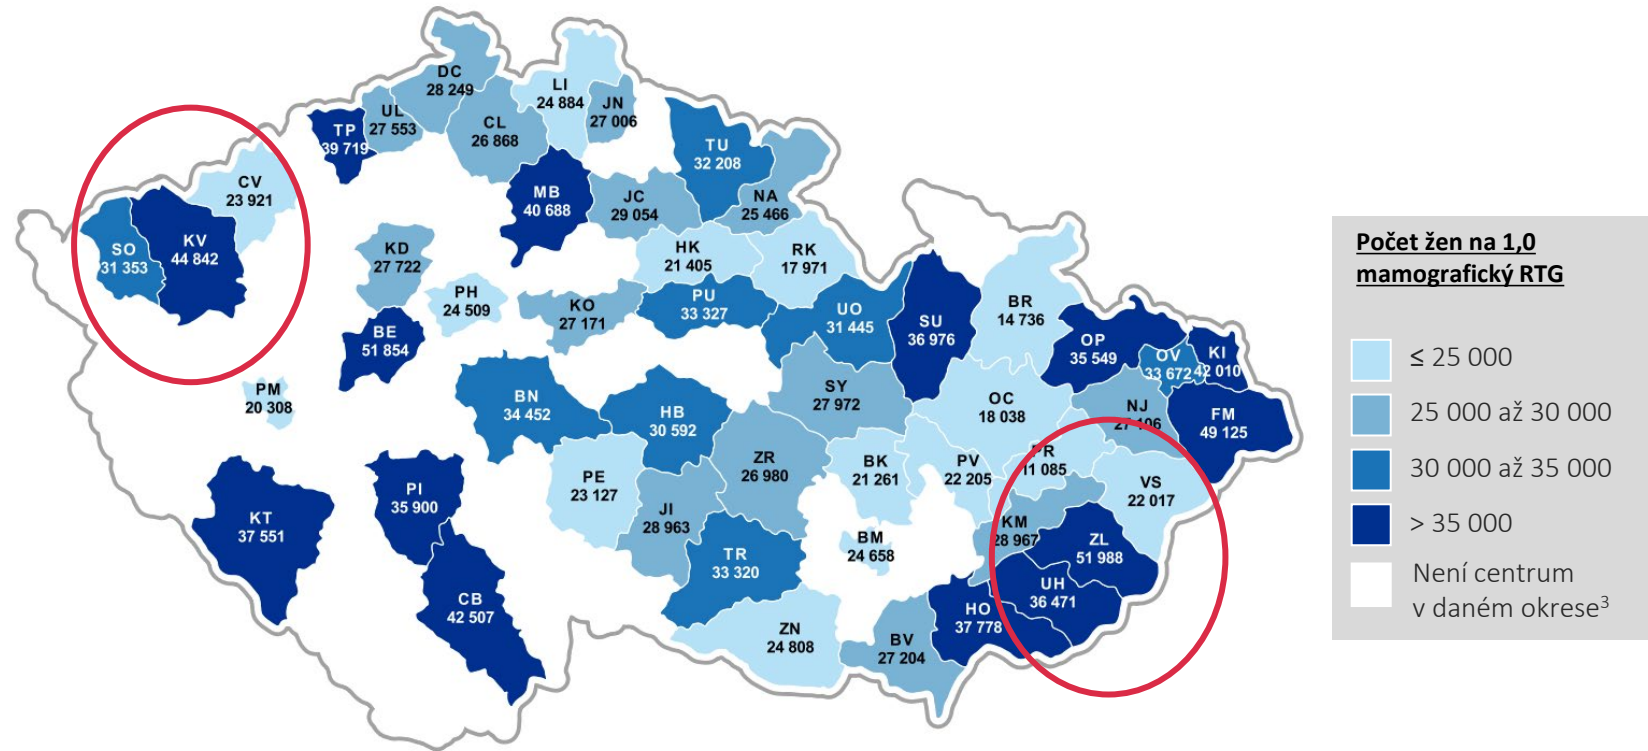 DC
28 249
LI
24 884
JN
27 006
UL
27 553
TP
39 719
CL
26 868
TU
32 208
CV
23 921
MB
40 688
JC
29 054
NA
25 466
SO
31 353
KV
44 842
KD
27 722
HK
21 405
RK
17 971
PH
24 509
KO
27 171
PU
33 327
UO
31 445
SU
36 976
BR
14 736
BE
51 854
OP
35 549
OV
33 672
KI
42 010
PM
20 308
BN
34 452
HB
30 592
SY
27 972
OC
18 038
NJ
27 106
FM
49 125
PE
23 127
ZR
26 980
BK
21 261
PV
22 205
PR
11 085
VS
22 017
KT
37 551
PI
35 900
JI
28 963
KM
28 967
BM
24 658
ZL
51 988
TR
33 320
UH
36 471
CB
42 507
HO
37 778
ZN
24 808
BV
27 204
Počet žen na 1,0
mamografický RTG
≤ 25 000
25 000 až 30 000
30 000 až 35 000
> 35 000
Není centrum
v daném okrese³